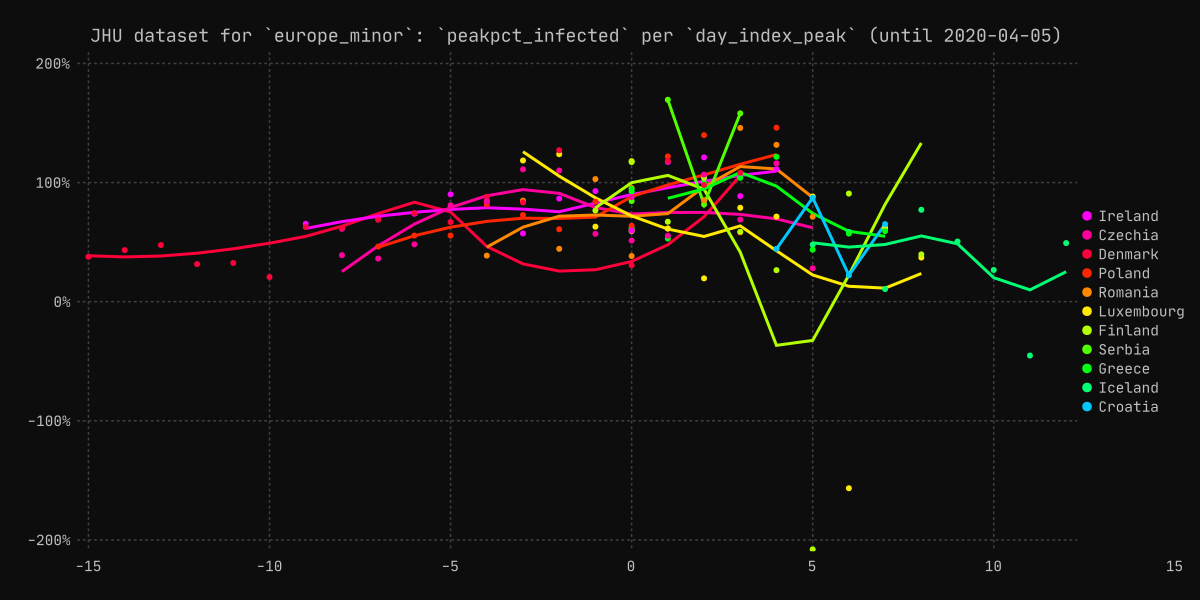 JHU dataset for `europe_minor`: `peakpct_infected` per `day_index_peak` (until 2020-04-05)
200%
100%
0%
-100%
-200%
-15 -10 -5 0 5 10 15
Ireland
Czechia
Denmark
Poland
Romania
Luxembourg
Finland
Serbia
Greece
Iceland
Croatia